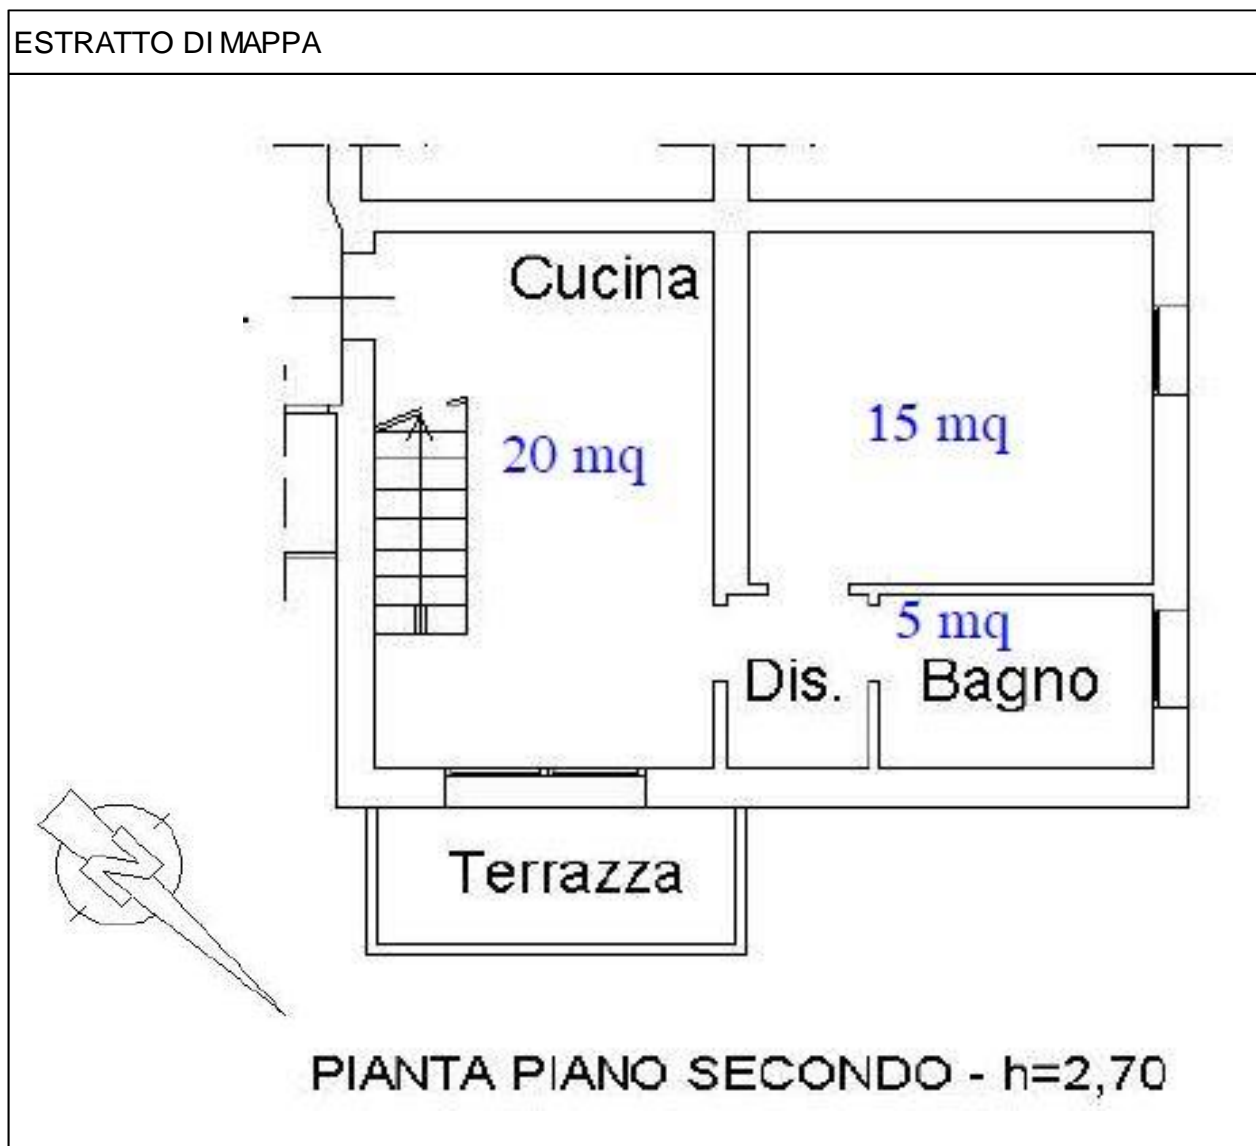 ESTRATTO DI MAPPA
Cucina
20 mq
15 mq
5 mq
Dis.
Bagno
Terrazza
N
PIANTA PIANO SECONDO - h=2,70